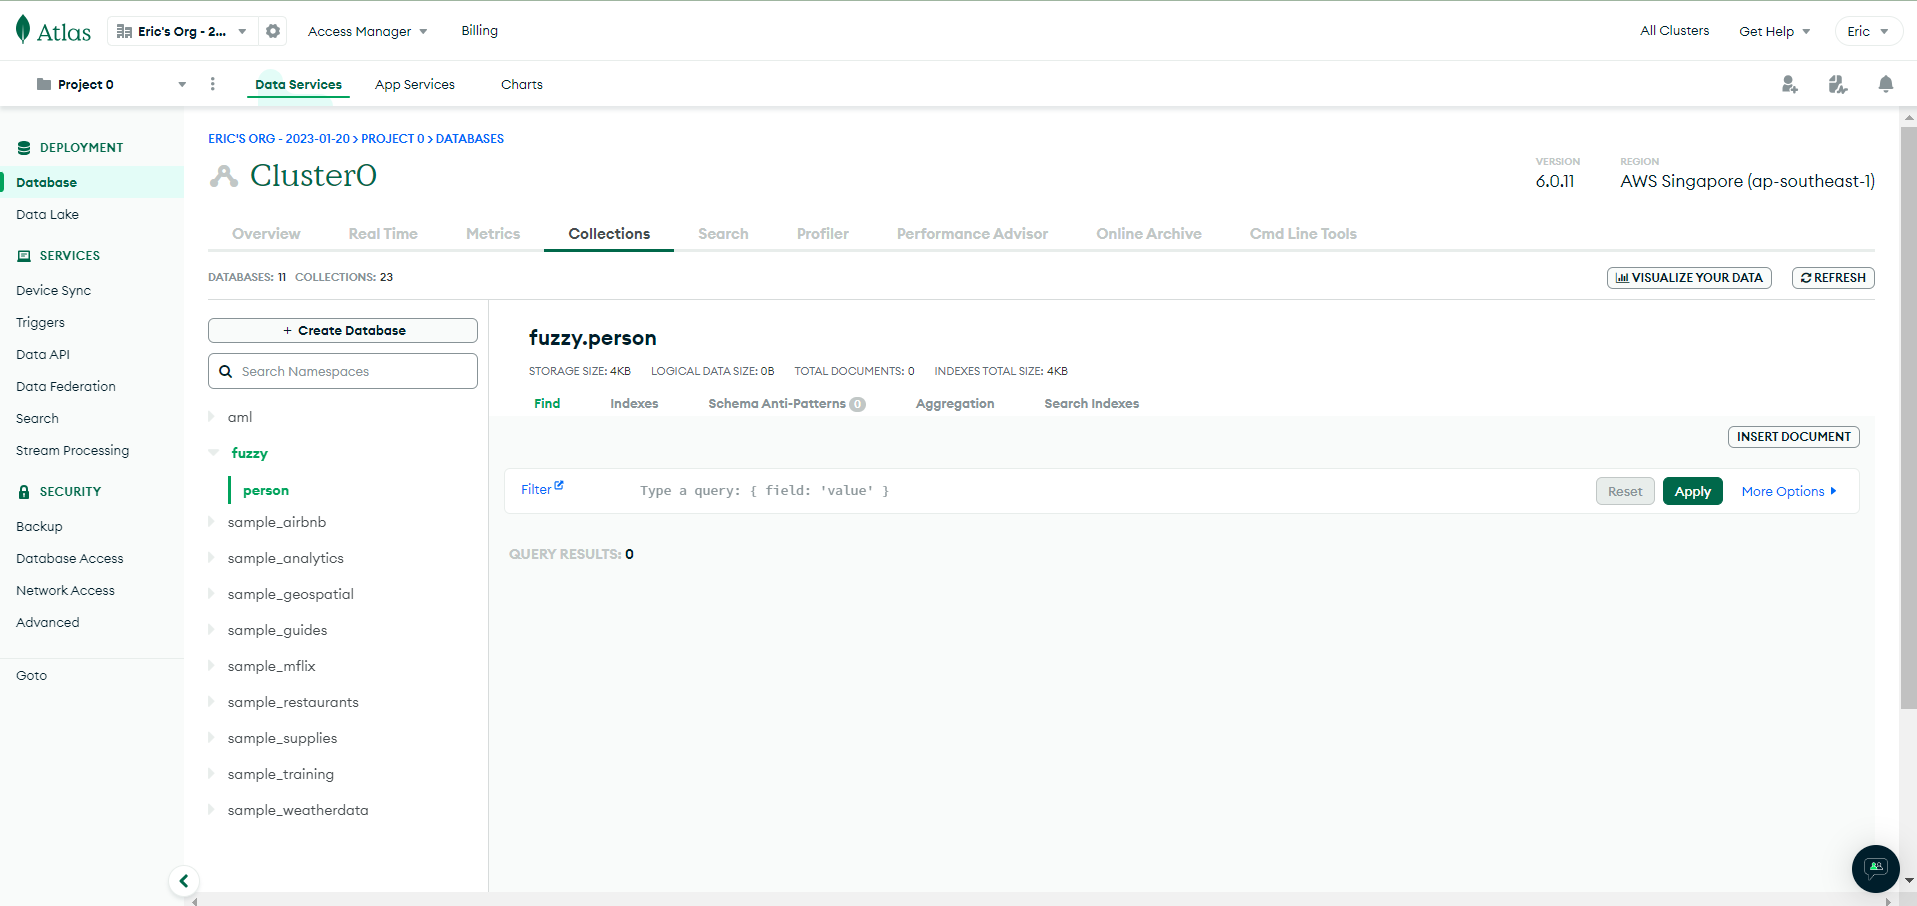 Atlas
Eric's Org - 2...
Access Manager
Billing
All Clusters
Get Help
Eric
Project 0
Data Services
App Services
Charts
DEPLOYMENT
Database
Data Lake
SERVICES
Device Sync
Triggers
Data API
Data Federation
Search
Stream Processing
SECURITY
Backup
Database Access
Network Access
Advanced
Goto
ERIC'S ORG - 2023-01-20 > PROJECT 0 > DATABASES
Cluster0
VERSION
6.0.11
REGION
AWS Singapore (ap-southeast-1)
Overview
Real Time
Metrics
Collections
Search
Profiler
Performance Advisor
Online Archive
Cmd Line Tools
DATABASES: 11 COLLECTIONS: 23
VISUALIZE YOUR DATA
REFRESH
+ Create Database
Search Namespaces
aml
fuzzy
person
sample_airbnb
sample_analytics
sample_geospatial
sample_guides
sample_mflix
sample_restaurants
sample_supplies
sample_training
sample_weatherdata
fuzzy.person
STORAGE SIZE: 4KB LOGICAL DATA SIZE: 0B TOTAL DOCUMENTS: 0 INDEXES TOTAL SIZE: 4KB
Find
Indexes
Schema Anti-Patterns 0
Aggregation
Search Indexes
INSERT DOCUMENT
Filter
Type a query: { field: 'value' }
Reset
Apply
More Options
QUERY RESULTS: 0